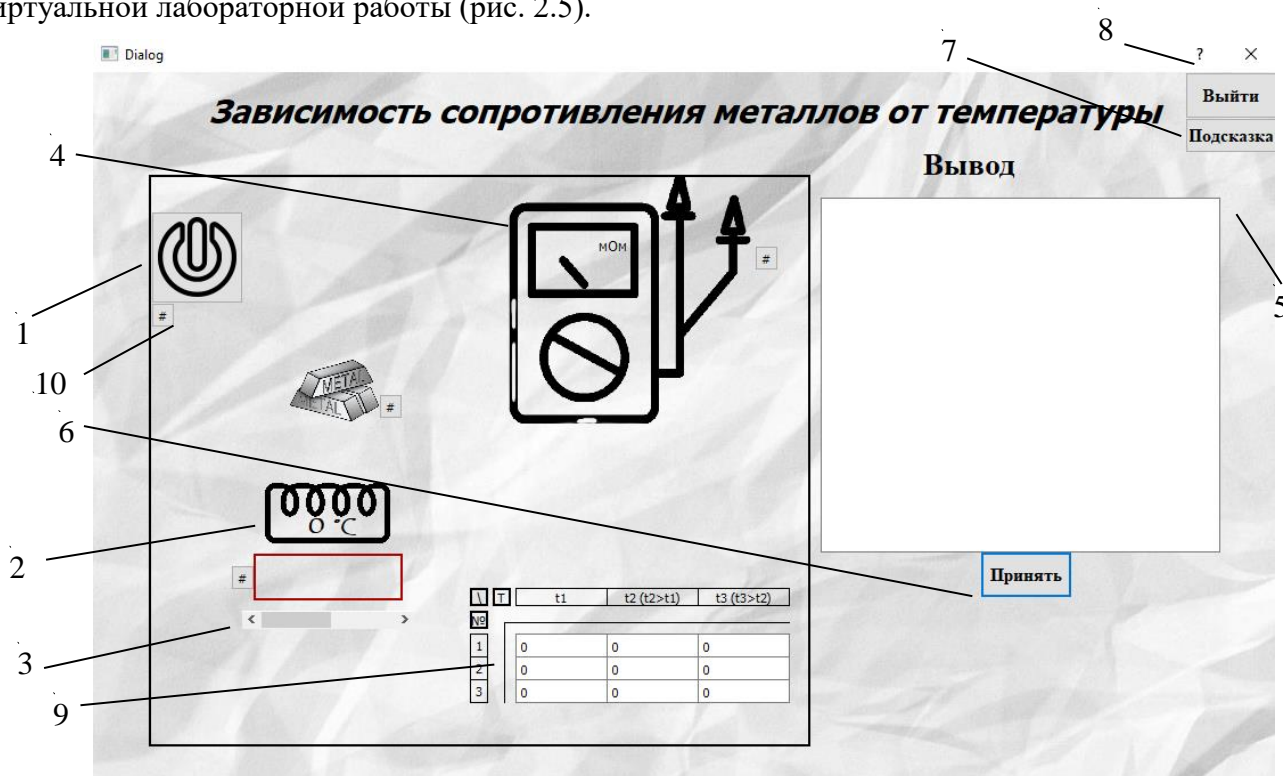 виртуальной лабораторной работы (рис. 2.5).
8
7
Dialog
?
Выйти
Зависимость сопротивления металлов от температуры
Подсказка
4
Вывод
мОм
#
1
#
10
METAL
#
6
0 °C
2
Принять
#
\ T t1 t2 (t2>t1) t3 (t3>t2)
№
< >
1 0 0 0
3
2 0 0 0
3 0 0 0
9
5